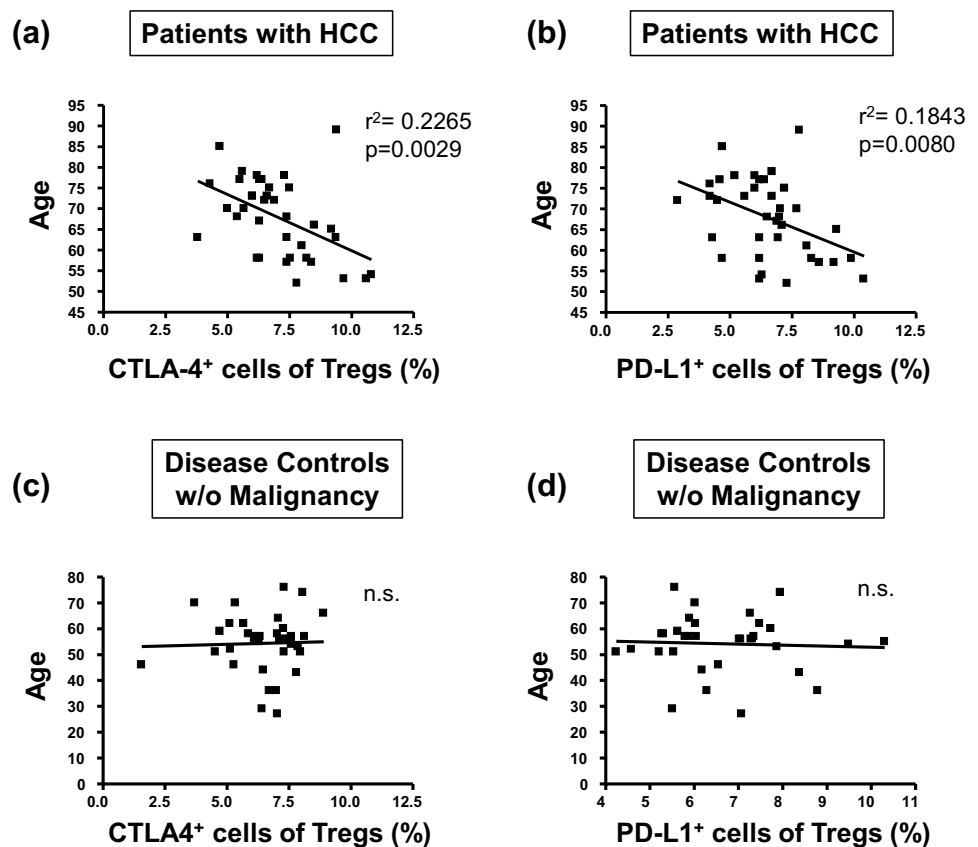 (a)
Patients with HCC
r²= 0.2265
p=0.0029
Age
95
90
85
80
75
70
65
60
55
50
45
0.0 2.5 5.0 7.5 10.0 12.5
CTLA-4⁺ cells of Tregs (%)
(b)
Patients with HCC
r²= 0.1843
p=0.0080
Age
95
90
85
80
75
70
65
60
55
50
45
0.0 2.5 5.0 7.5 10.0 12.5
PD-L1⁺ cells of Tregs (%)
(c)
Disease Controls
w/o Malignancy
n.s.
Age
80
70
60
50
40
30
20
10
0
0.0 2.5 5.0 7.5 10.0 12.5
CTLA4⁺ cells of Tregs (%)
(d)
Disease Controls
w/o Malignancy
n.s.
Age
80
70
60
50
40
30
20
10
0
4 5 6 7 8 9 10 11
PD-L1⁺ cells of Tregs (%)